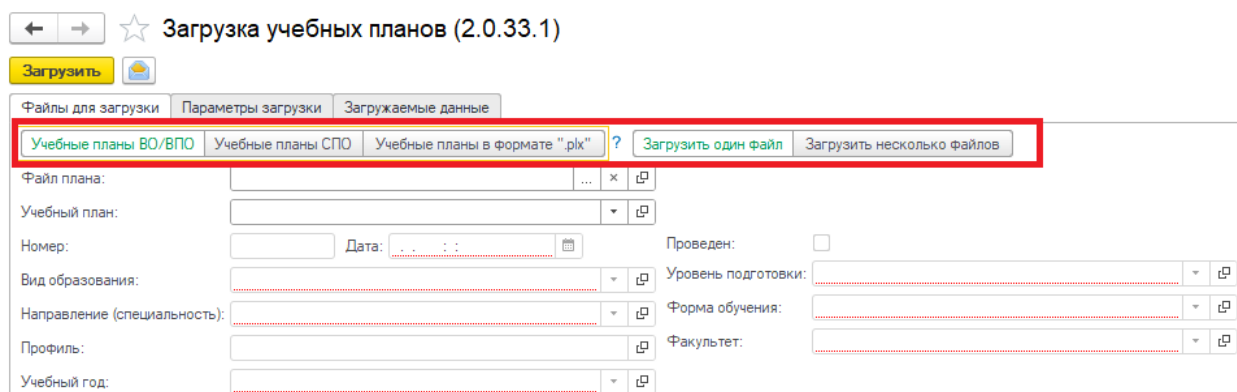 Загрузка учебных планов (2.0.33.1)
Загрузить
Файлы для загрузки Параметры загрузки Загружаемые данные
Учебные планы ВО/ВПО Учебные планы СПО Учебные планы в формате ".plx" ? Загрузить один файл Загрузить несколько файлов
Файл плана: ...
Учебный план:
Номер: Дата: . . : : Проведен:
Вид образования: Уровень подготовки:
Направление (специальность): Форма обучения:
Профиль: Факультет:
Учебный год: